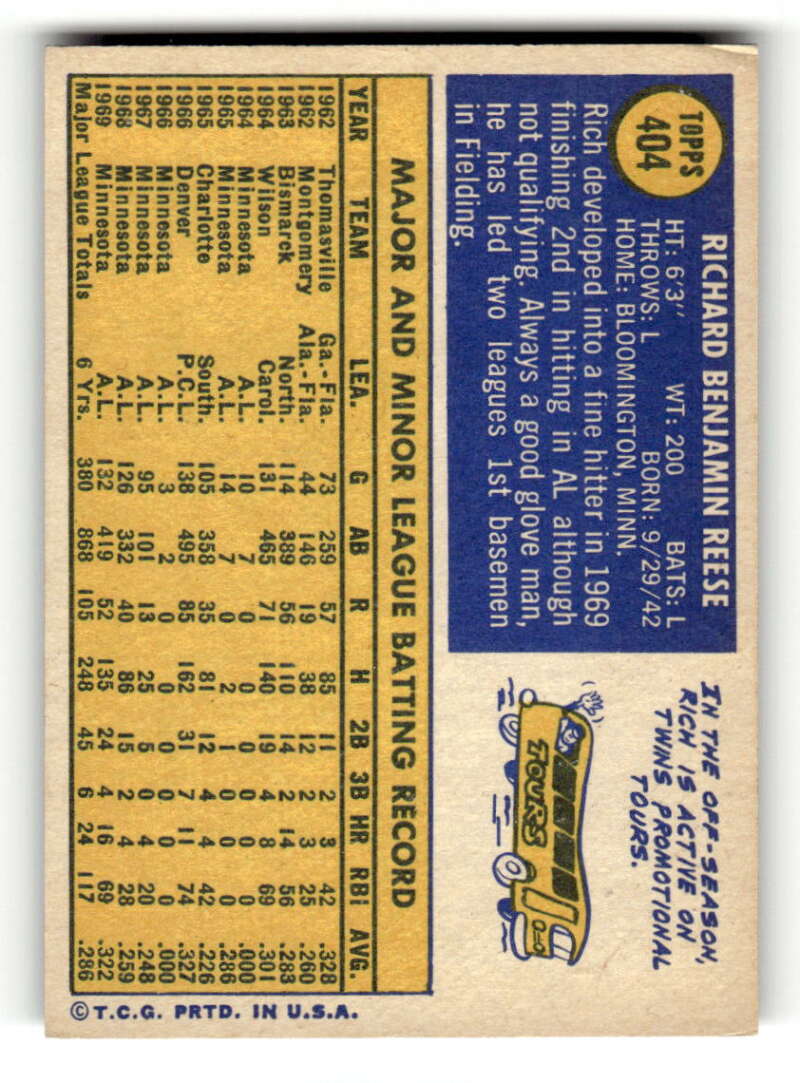 TOPPS
404
RICHARD BENJAMIN REESE
HT: 6'3" WT: 200 BATS: L
THROWS: L BORN: 9/29/42
HOME: BLOOMINGTON, MINN.
Rich developed into a fine hitter in 1969
finishing 2nd in hitting in AL although
not qualifying. Always a good glove man,
he has led two leagues 1st basemen
in Fielding.
IN THE OFF-SEASON,
RICH IS ACTIVE ON
TWINS PROMOTIONAL
TOURS.
TOURS
MAJOR AND MINOR LEAGUE BATTING RECORD
YEAR TEAM LEA. G AB R H 2B 3B HR RBI AVG.
1962 Thomasville Ga.-Fla. 73 259 57 85 11 2 3 42 .328
1962 Montgomery Ala.-Fla. 44 146 19 38 25 .260
1963 Bismarck North. 114 389 56 110 14 2 14 56 .283
1964 Wilson Carol. 131 465 71 140 19 4 8 69 .301
1964 Minnesota A.L. 10 7 0 0 0 0 0 0 .000
1965 Minnesota A.L. 14 7 0 2 1 0 0 0 .286
1965 Charlotte South. 105 358 35 81 12 4 4 42 .226
1966 Denver P.C.L. 138 495 85 162 31 7 11 74 .327
1966 Minnesota A.L. 3 2 0 0 0 0 0 0 .000
1967 Minnesota A.L. 95 101 13 25 5 0 4 20 .248
1968 Minnesota A.L. 126 332 40 86 15 2 4 28 .259
1969 Minnesota A.L. 132 419 52 135 24 4 16 69 .322
Major League Totals 6 Yrs. 380 868 105 248 45 6 24 117 .286
© T.C.G. PRTD. IN U.S.A.